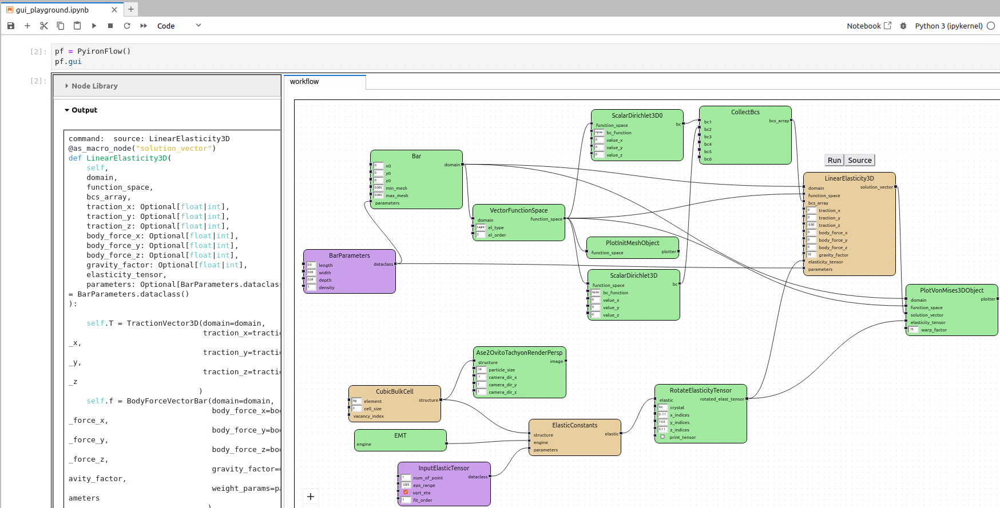 gui_playground.ipynb
Code
Notebook
Python 3 (ipykernel)
[2]:
pf = PyironFlow()
pf.gui
[2]:
Node Library
Output
command:  source: LinearElasticity3D
@as_macro_node("solution_vector")
def LinearElasticity3D(
    self,
    domain,
    function_space,
    bcs_array,
    traction_x: Optional[float|int],
    traction_y: Optional[float|int],
    traction_z: Optional[float|int],
    body_force_x: Optional[float|int],
    body_force_y: Optional[float|int],
    body_force_z: Optional[float|int],
    gravity_factor: Optional[float|int],
    elasticity_tensor,
    parameters: Optional[BarParameters.dataclas
= BarParameters.dataclass()
):
    self.T = TractionVector3D(domain=domain,
                              traction_x=tracti
_x,
                              traction_y=tracti
_y,
                              traction_z=tracti
_z
                             )
    self.f = BodyForceVectorBar(domain=domain,
                                body_force_x=bo
_force_x,
                                body_force_y=bo
_force_y,
                                body_force_z=bo
_force_z,
                                gravity_factor=
avity_factor,
                                weight_params=p
ameters
workflow
Bar
domain
0 x0
0 y0
0 z0
0.005 min_mesh
0.005 max_mesh
parameters
BarParameters
dataclass
0.6 length
0.04 width
0.04 depth
1 density
VectorFunctionSpace
domain
function_space
Lagra el_type
2 el_order
ScalarDirichlet3D0
function_space
bc
np.isc bc_function
0 value_x
0 value_y
0 value_z
CollectBcs
bc1
bcs_array
bc2
bc3
bc4
bc5
bc6
PlotInitMeshObject
function_space
plotter
ScalarDirichlet3D
function_space
bc
np.isc bc_function
0 value_x
0 value_y
0 value_z
Run
Source
LinearElasticity3D
domain
solution_vector
function_space
bcs_array
0 traction_x
0 traction_y
traction_z
0 body_force_x
0 body_force_y
0 body_force_z
10 gravity_factor
elasticity_tensor
parameters
PlotVonMises3DObject
domain
plotter
function_space
solution_vector
elasticity_tensor
10 warp_factor
Ase2OvitoTachyonRenderPersp
structure
image
particle_size
camera_dir_x
camera_dir_y
camera_dir_z
CubicBulkCell
structure
Ag element
2 cell_size
vacancy_index
EMT
engine
InputElasticTensor
dataclass
num_of_point
eps_range
sqrt_eta
5 fit_order
ElasticConstants
structure
elastic
engine
parameters
RotateElasticityTensor
elastic
rotated_elast_tensor
fcc crystal
0 -1 1 x_indices
1 0 0 y_indices
0 1 1 z_indices
print_tensor